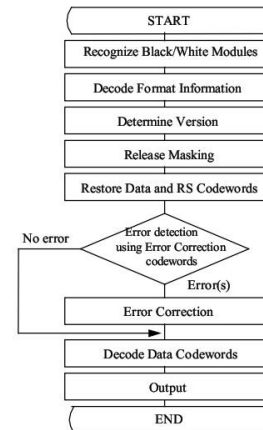 START
Recognize Black/White Modules
Decode Format Information
Determine Version
Release Masking
Restore Data and RS Codewords
Error detection
using Error Correction
codewords
No error
Error(s)
Error Correction
Decode Data Codewords
Output
END